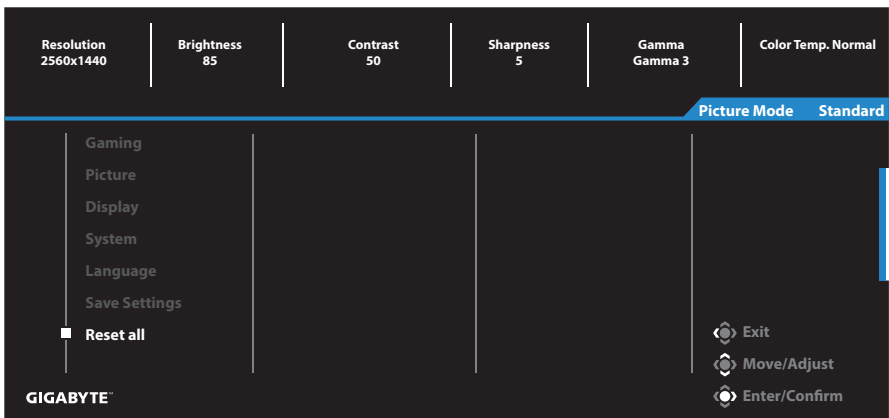 Resolution Brightness Contrast Sharpness Gamma Color Temp. Normal
2560x1440 85 50 5 Gamma 3
Picture Mode Standard
Gaming
Picture
Display
System
Language
Save Settings
Reset all
Exit
Move/Adjust
GIGABYTE™ Enter/Confirm